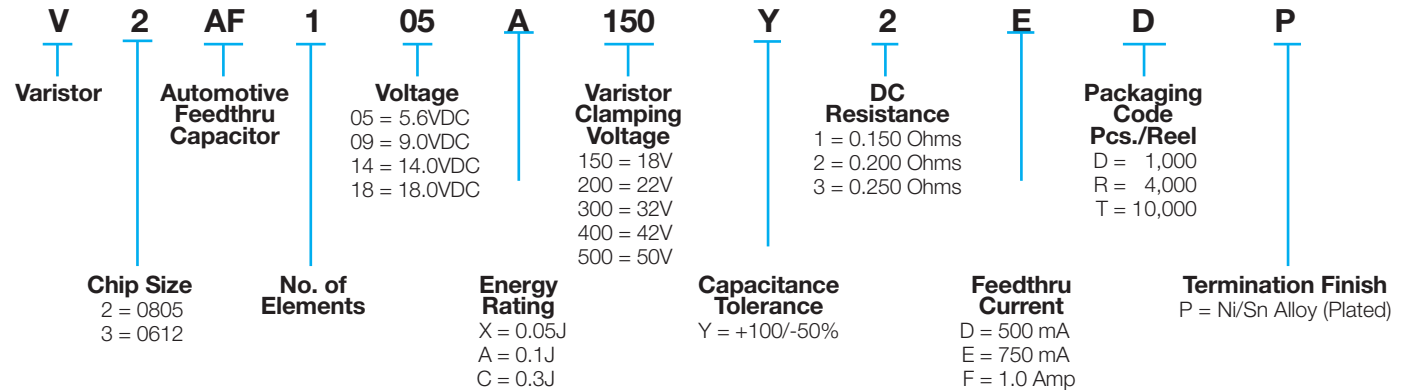 V 2 AF 1 05 A 150 Y 2 E D P
Varistor
Automotive
Feedthru
Capacitor
Voltage
05 = 5.6VDC
09 = 9.0VDC
14 = 14.0VDC
18 = 18.0VDC
Varistor
Clamping
Voltage
150 = 18V
200 = 22V
300 = 32V
400 = 42V
500 = 50V
DC
Resistance
1 = 0.150 Ohms
2 = 0.200 Ohms
3 = 0.250 Ohms
Packaging
Code
Pcs./Reel
D = 1,000
R = 4,000
T = 10,000
Chip Size
2 = 0805
3 = 0612
No. of
Elements
Energy
Rating
X = 0.05J
A = 0.1J
C = 0.3J
Capacitance
Tolerance
Y = +100/-50%
Feedthru
Current
D = 500 mA
E = 750 mA
F = 1.0 Amp
Termination Finish
P = Ni/Sn Alloy (Plated)